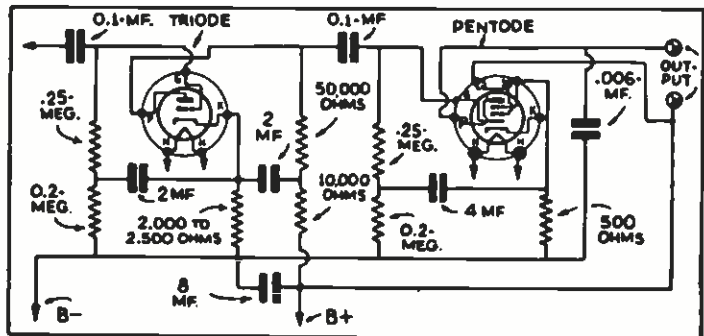 0.1-MF.
TRIODE
0.1-MF
PENTODE
OUT-
PUT
.25-
MEG.
G
P
K
H
H
2
MF
50,000
OHMS
.25-
MEG.
.006-
MF.
0.2-
MEG.
2 MF
2,000 TO
2,500 OHMS
10,000
OHMS
4 MF
0.2-
MEG.
500
OHMS
8
MF.
B-
B+